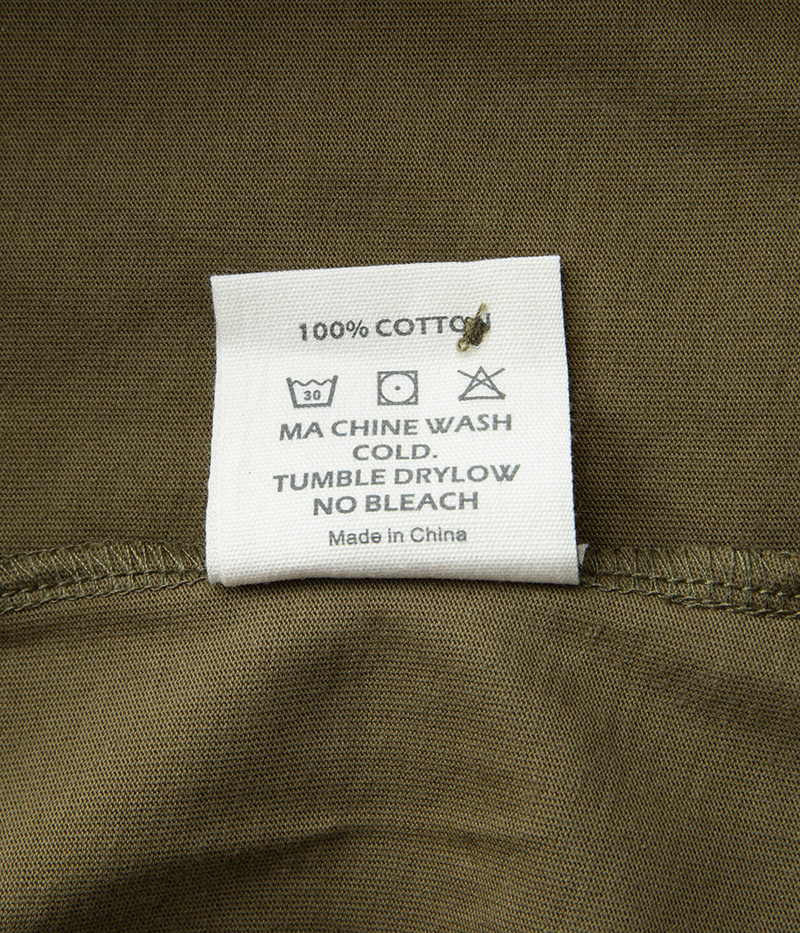 100% COTTON
30
MA CHINE WASH
COLD.
TUMBLE DRYLOW
NO BLEACH
Made in China